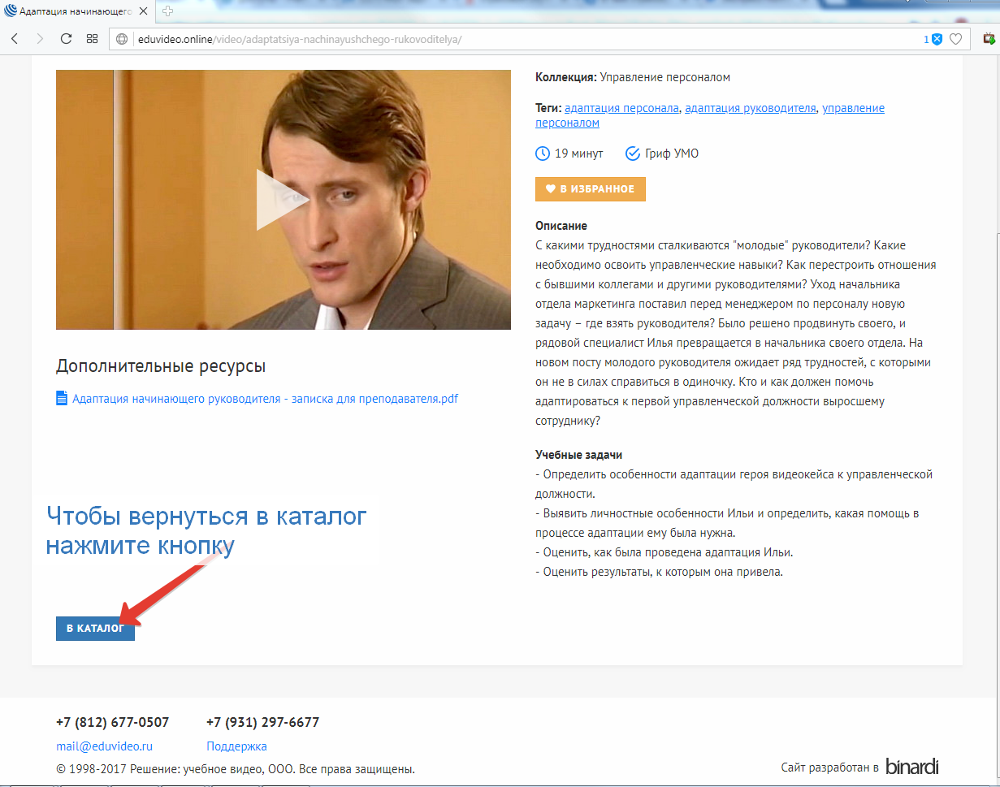 Адаптация начинающего
eduvideo.online/video/adaptatsiya-nachinayushchego-rukovoditelya/
1
Коллекция: Управление персоналом
Теги: адаптация персонала, адаптация руководителя, управление
персоналом
19 минут Гриф УМО
В ИЗБРАННОЕ
Описание
С какими трудностями сталкиваются "молодые" руководители? Какие
необходимо освоить управленческие навыки? Как перестроить отношения
с бывшими коллегами и другими руководителями? Уход начальника
отдела маркетинга поставил перед менеджером по персоналу новую
задачу – где взять руководителя? Было решено продвинуть своего, и
рядовой специалист Илья превращается в начальника своего отдела. На
новом посту молодого руководителя ожидает ряд трудностей, с которыми
он не в силах справиться в одиночку. Кто и как должен помочь
адаптироваться к первой управленческой должности выросшему
сотруднику?
Учебные задачи
- Определить особенности адаптации героя видеокейса к управленческой
должности.
- Выявить личностные особенности Ильи и определить, какая помощь в
процессе адаптации ему была нужна.
- Оценить, как была проведена адаптация Ильи.
- Оценить результаты, к которым она привела.
Дополнительные ресурсы
Адаптация начинающего руководителя - записка для преподавателя.pdf
Чтобы вернуться в каталог
нажмите кнопку
В КАТАЛОГ
+7 (812) 677-0507 +7 (931) 297-6677
mail@eduvideo.ru Поддержка
© 1998-2017 Решение: учебное видео, ООО. Все права защищены.
Сайт разработан в binardi